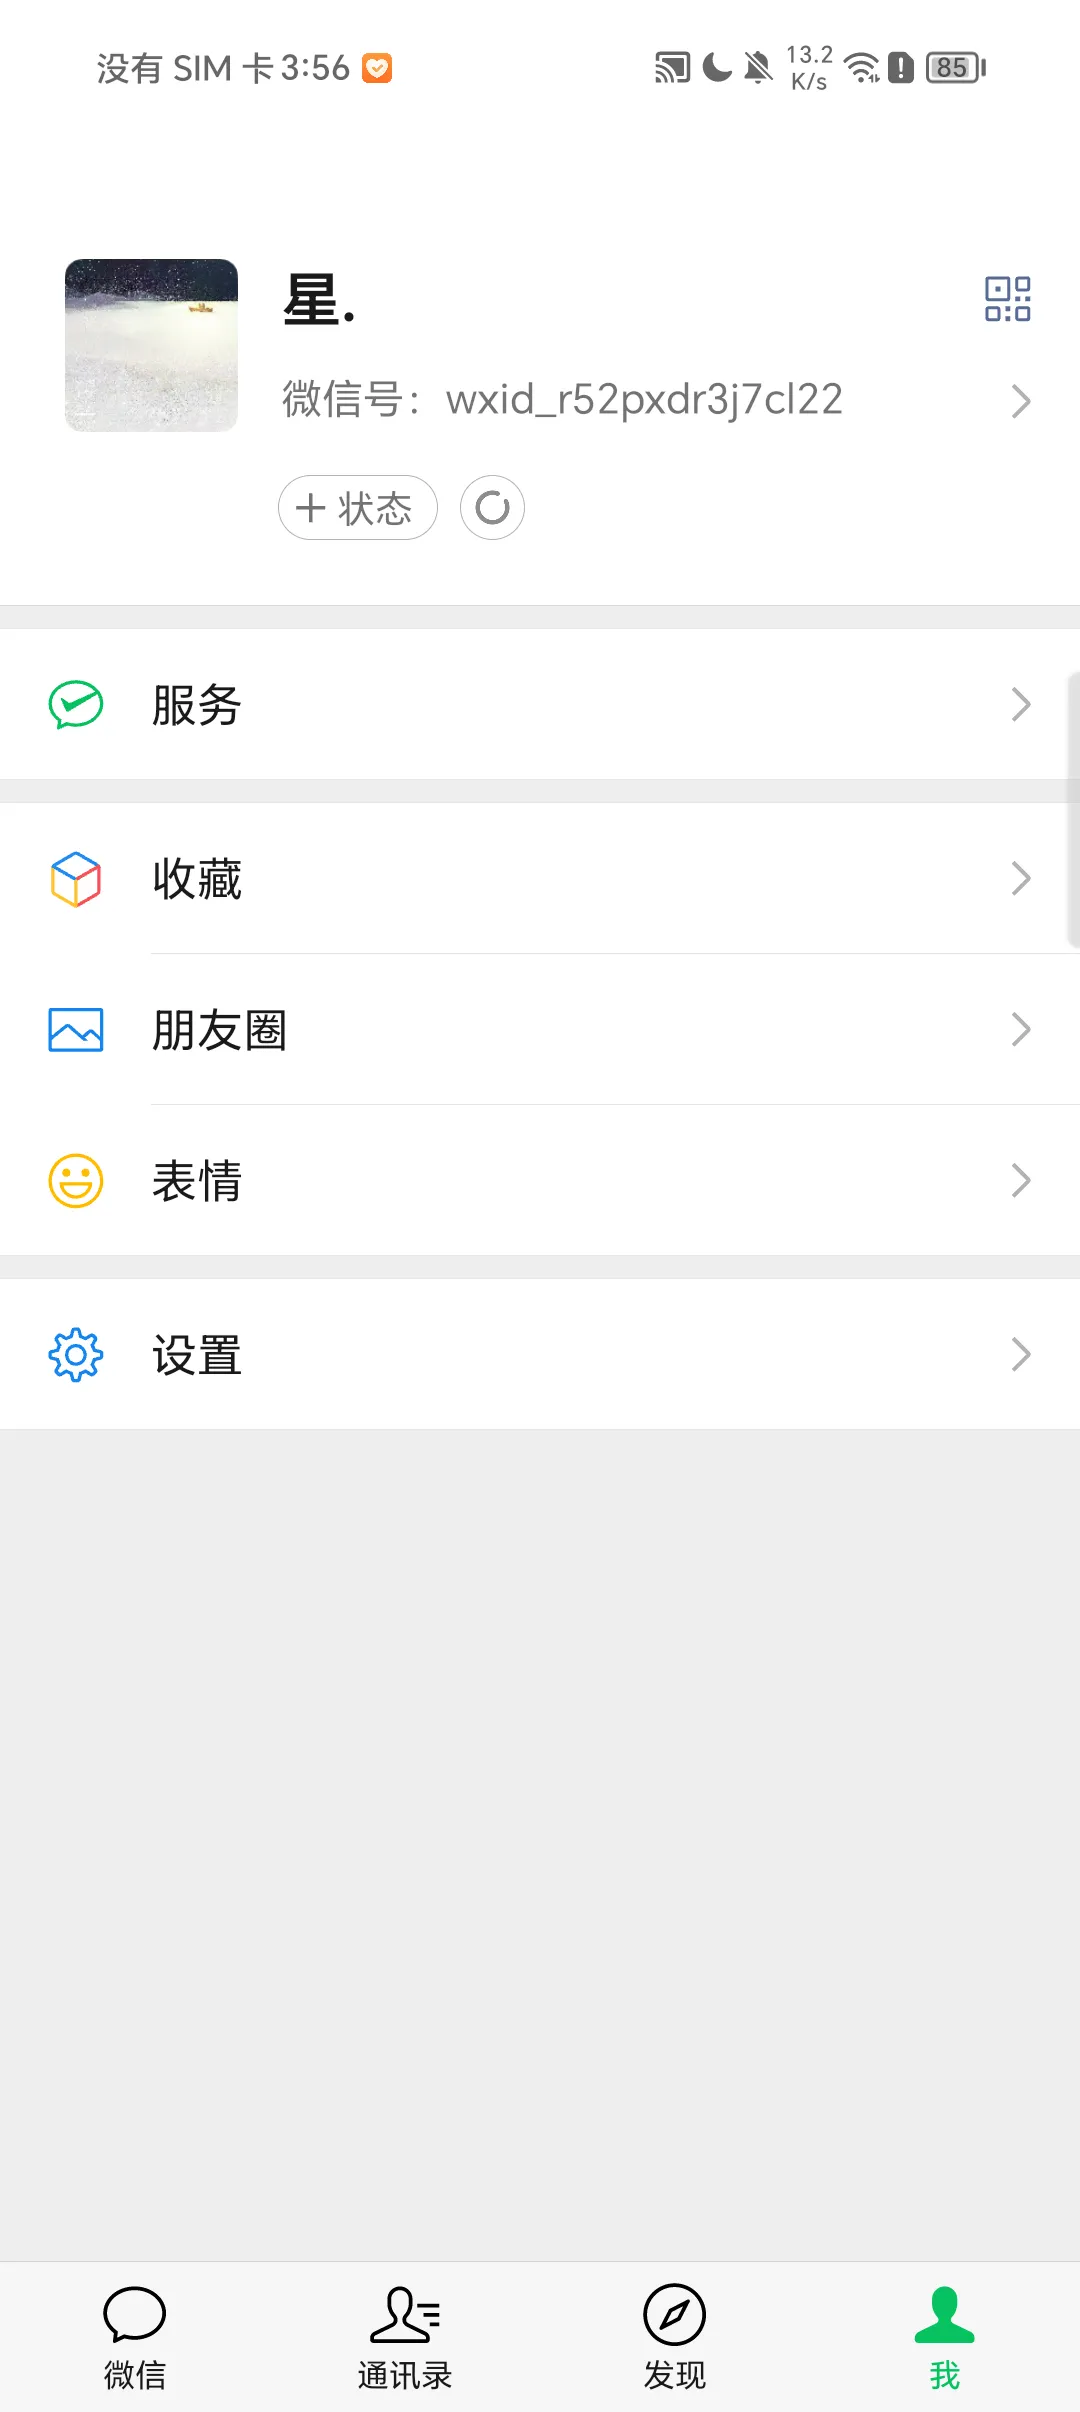 没有 SIM 卡 3:56 13.2 K/s 85
星.
微信号：wxid_r52pxdr3j7cl22
状态
服务
收藏
朋友圈
表情
设置
微信 通讯录 发现 我